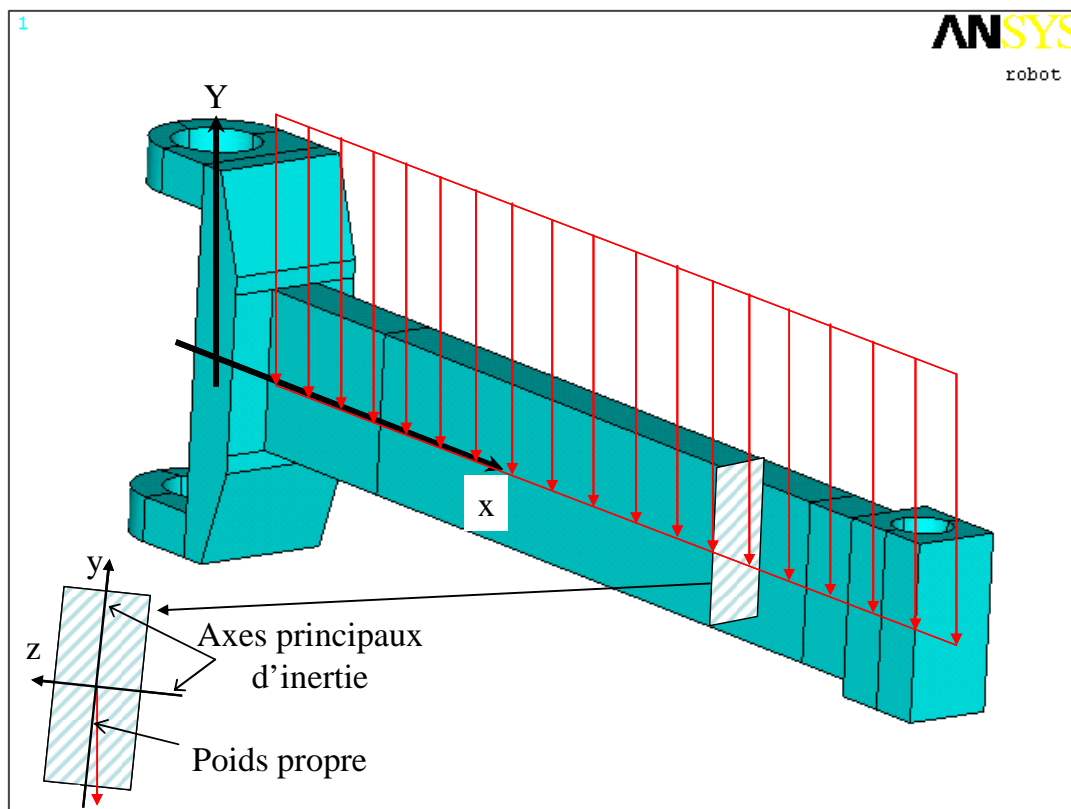 1
ANSYS
robot
Y
x
y
z
Axes principaux
d’inertie
Poids propre